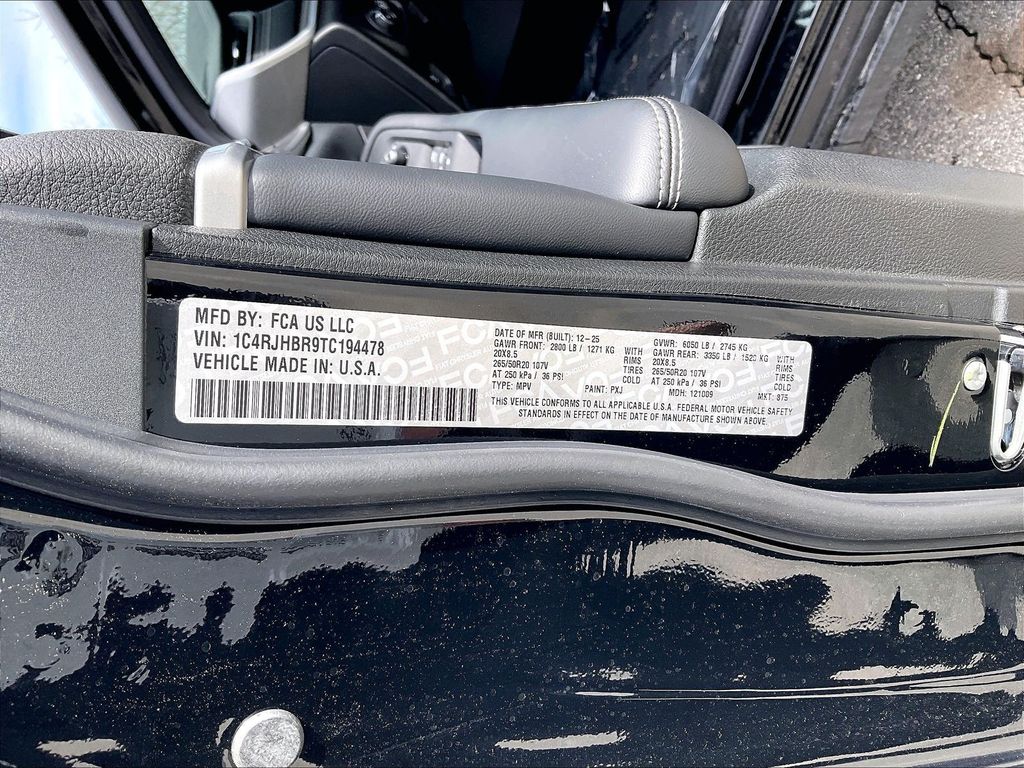 MFD BY: FCA US LLC
VIN: 1C4RJHBR9TC194478
VEHICLE MADE IN: U.S.A.
DATE OF MFR (BUILT): 12-25
GAWR FRONT: 2800 LB / 1271 KG WITH
20X8.5 RIMS
265/50R20 107V TIRES
AT 250 kPa / 36 PSI COLD
TYPE: MPV PAINT: PXJ
GVWR: 6050 LB / 2745 KG
GAWR REAR: 3350 LB / 1520 KG WITH
20X8.5 RIMS
265/50R20 107V TIRES
AT 250 kPa / 36 PSI COLD
MDH: 121009 MKT: 875
THIS VEHICLE CONFORMS TO ALL APPLICABLE U.S.A. FEDERAL MOTOR VEHICLE SAFETY
STANDARDS IN EFFECT ON THE DATE OF MANUFACTURE SHOWN ABOVE.